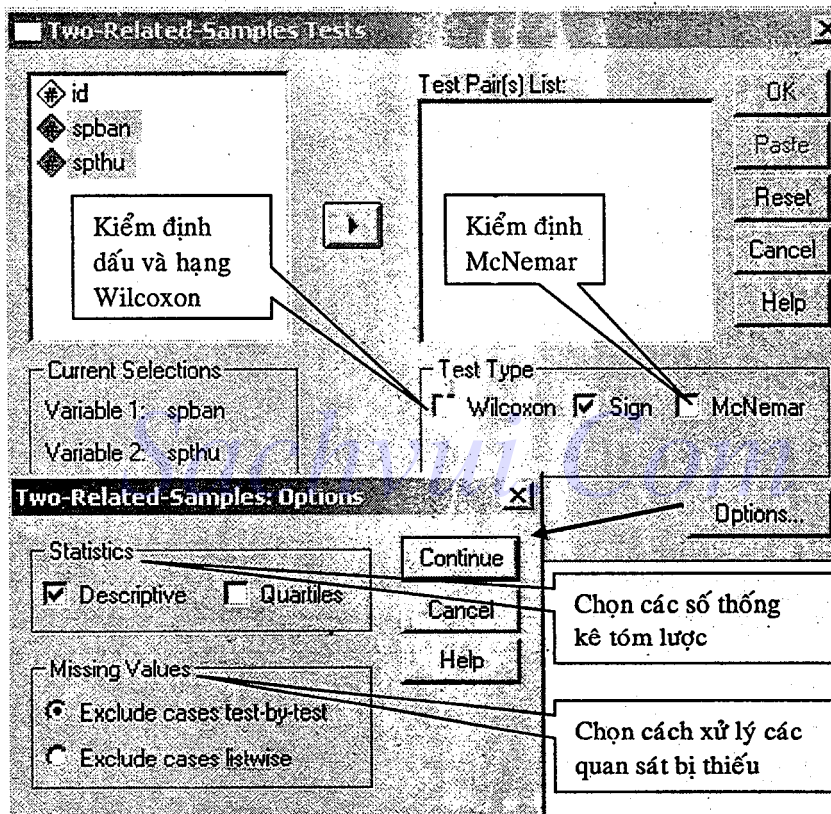 Two-Related-Samples Tests
id
spban
spthu
Test Pair(s) List:
OK
Paste
Reset
Cancel
Help
Kiểm định
dấu và hạng
Wilcoxon
Kiểm định
McNemar
Current Selections
Variable 1: spban
Variable 2: spthu
Test Type
Wilcoxon
Sign
McNemar
Sachvui.Com
Options...
Two-Related-Samples: Options
Statistics
Descriptive
Quartiles
Continue
Cancel
Help
Missing Values
Exclude cases test-by-test
Exclude cases listwise
Chọn các số thống
kê tóm lược
Chọn cách xử lý các
quan sát bị thiếu